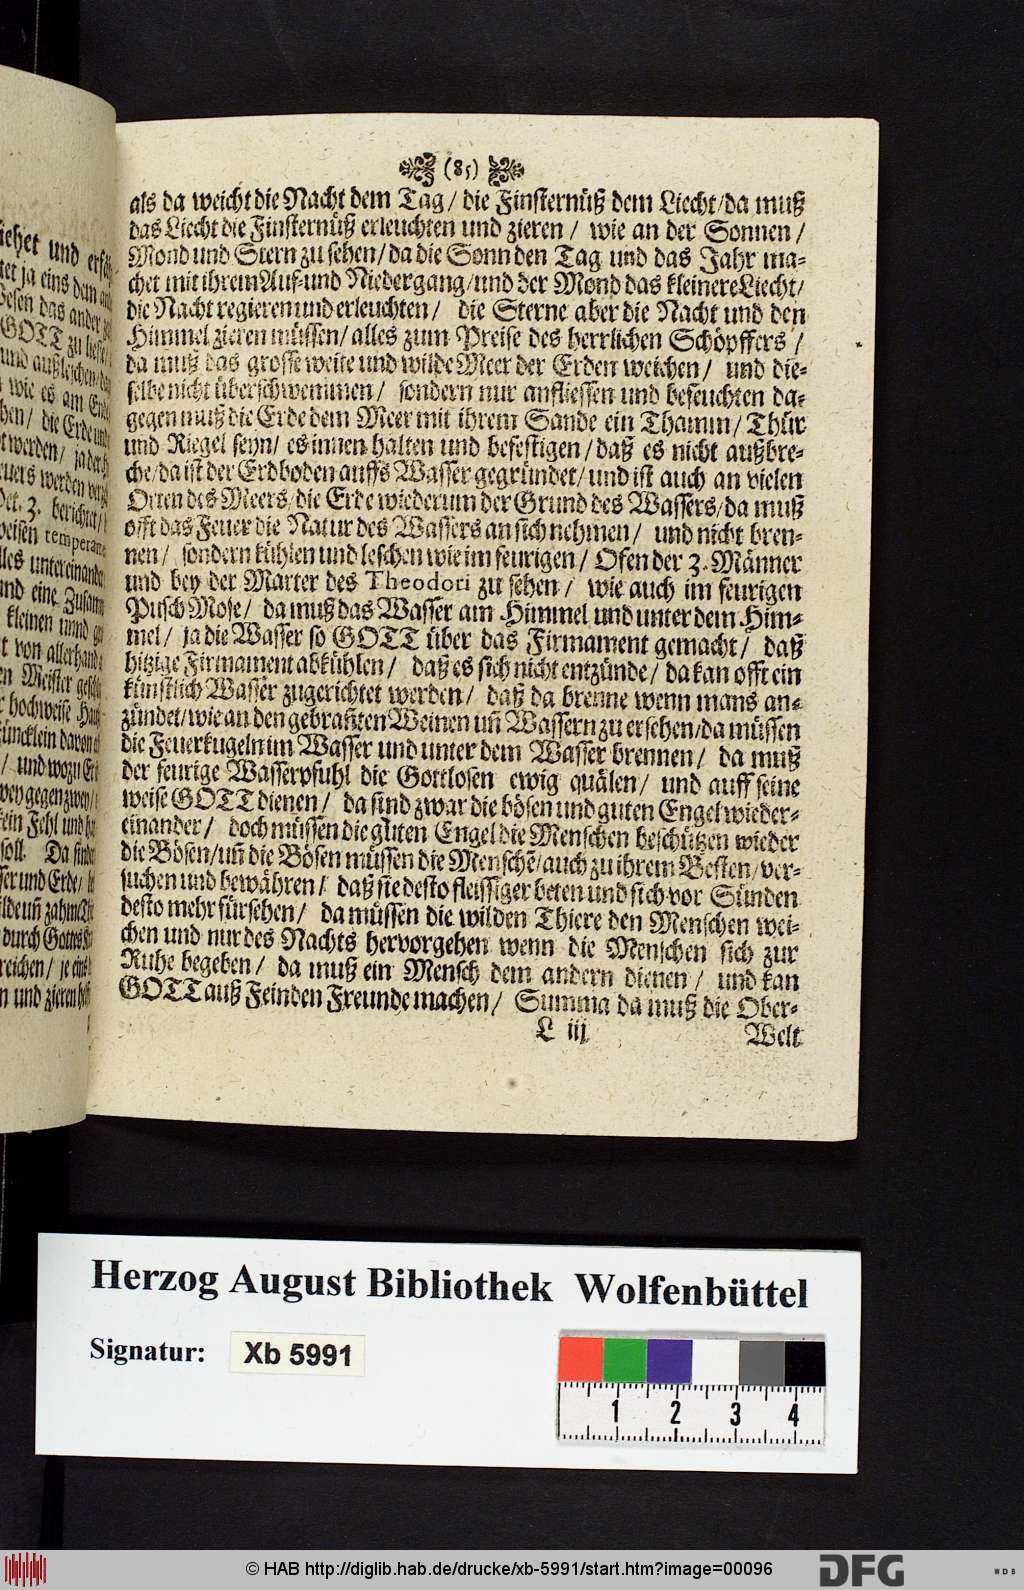 (85)
als da weicht die Nacht dem Tag / die Finsternüß dem Liecht / da muß
das Liecht die Finsternüß erleuchten und zieren / wie an der Sonnen /
Mond und Stern zu sehen / da die Sonn den Tag und das Jahr ma-
chet mit ihrem Auf- und Niedergang / und der Mond das kleinere Liecht /
die Nacht regieren und erleuchten / die Sterne aber die Nacht und den
Himmel zieren müssen / alles zum Preise des herrlichen Schöpffers /
da muß das grosse weite und wilde Meer der Erden weichen / und die-
selbe nicht überschwemmen / sondern nur anfliessen und befeuchten da-
gegen muß die Erde dem Meer mit ihrem Sande ein Thamm / Thür
und Riegel seyn / es innen halten und befestigen / daß es nicht außbre-
che / da ist der Erdboden auffs Wasser gegründet / und ist auch an vielen
Orten des Meers / die Erde wiederum der Grund des Wassers / da muß
offt das Feuer die Natur des Wassers an sich nehmen / und nicht bren-
nen / sondern kühlen und leschen wie im feurigen / Ofen der 3. Männer
und bey der Marter des Theodori zu sehen / wie auch im feurigen
Pusch Mose / da muß das Wasser am Himmel und unter dem Him-
mel / ja die Wasser so GOTT über das Firmament gemacht / daß
hitzige Firmament abkühlen / daß es sich nicht entzünde / da kan offt ein
künstlich Wasser zugerichtet werden / daß da brenne wenn mans an-
zündet / wie an den gebrañten Weinen uñ Wassern zu ersehen / da müssen
die Feuerkugeln im Wasser und unter dem Wasser brennen / da muß
der feurige Wasserpfuhl die Gottlosen ewig quälen / und auff seine
weise GOTT dienen / da sind zwar die bösen und guten Engel wieder-
einander / doch müssen die guten Engel die Menschen beschützen wieder
die Bösen / uñ die Bösen müssen die Menschẽ / auch zu ihrem Besten / ver-
suchen und bewähren / daß sie desto fleissiger beten und sich vor Sünden
desto mehr fürsehen / da müssen die wilden Thiere den Menschen wei-
chen und nur des Nachts hervorgehen wenn die Menschen sich zur
Ruhe begeben / da muß ein Mensch dem andern dienen / und kan
GOTT auß Feinden Freunde machen / Summa da muß die Ober-
L iij
Welt
Herzog August Bibliothek Wolfenbüttel
Signatur: Xb 5991
1 2 3 4
© HAB http://diglib.hab.de/drucke/xb-5991/start.htm?image=00096
DFG
WDB